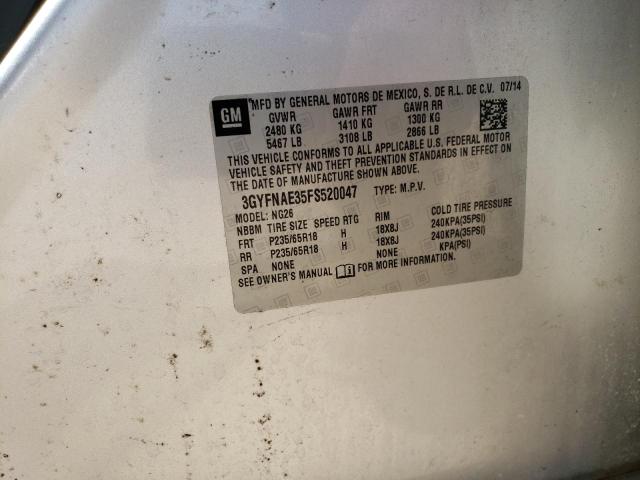 GM
MFD BY GENERAL MOTORS DE MEXICO, S. DE R.L. DE C.V. 07/14
GVWR GAWR FRT GAWR RR
2480 KG 1410 KG 1300 KG
5467 LB 3108 LB 2866 LB
THIS VEHICLE CONFORMS TO ALL APPLICABLE U.S. FEDERAL MOTOR
VEHICLE SAFETY AND THEFT PREVENTION STANDARDS IN EFFECT ON
THE DATE OF MANUFACTURE SHOWN ABOVE.
3GYFNAE35FS520047 TYPE: M.P.V.
MODEL: NG26
NBBM TIRE SIZE SPEED RTG RIM COLD TIRE PRESSURE
FRT P235/65R18 H 18X8J 240KPA(35PSI)
RR P235/65R18 H 18X8J 240KPA(35PSI)
SPA NONE NONE KPA(PSI)
SEE OWNER'S MANUAL FOR MORE INFORMATION.